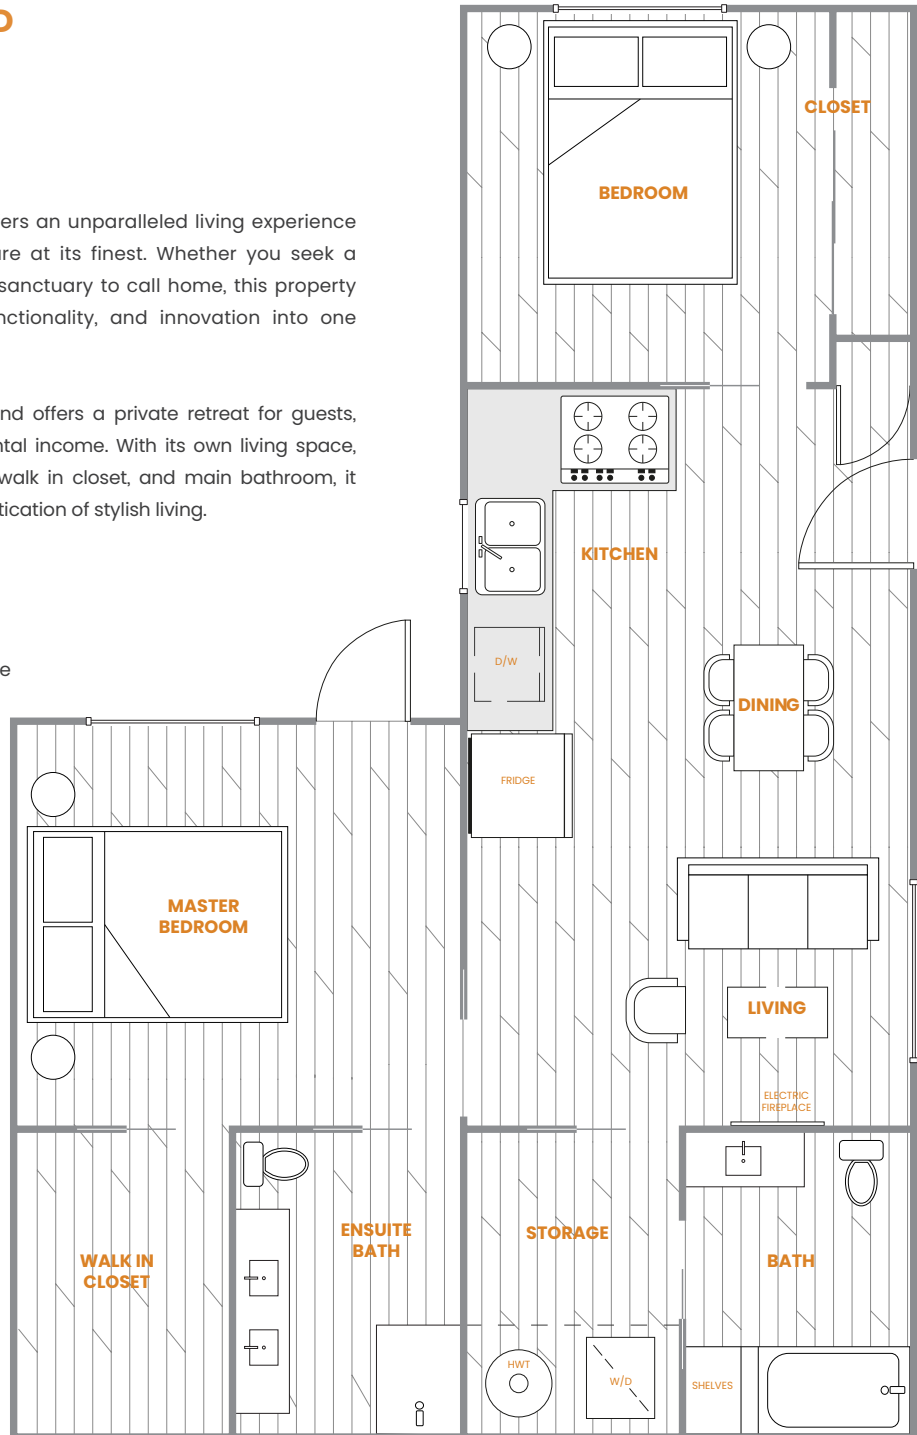 D
ers an unparalleled living experience
re at its finest. Whether you seek a
sanctuary to call home, this property
nctionality, and innovation into one
nd offers a private retreat for guests,
ntal income. With its own living space,
walk in closet, and main bathroom, it
tication of stylish living.
e
CLOSET
BEDROOM
KITCHEN
D/W
DINING
FRIDGE
MASTER
BEDROOM
LIVING
ELECTRIC
FIREPLACE
ENSUITE
BATH
STORAGE
WALK IN
CLOSET
BATH
HWT
W/D
SHELVES